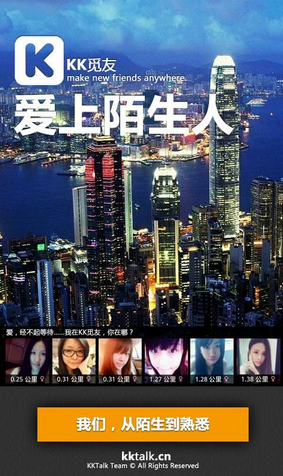 K
KK觅友
make new friends anywhere.
爱上陌生人
爱，经不起等待……我在KK觅友，你在哪？
0.25 公里 ♀ 0.31 公里 ♀ 0.31 公里 ♀ 1.27 公里 ♀ 1.28 公里 ♀ 1.38 公里 ♀
我们，从陌生到熟悉
kktalk.cn
KKTalk Team © All Rights Reserved